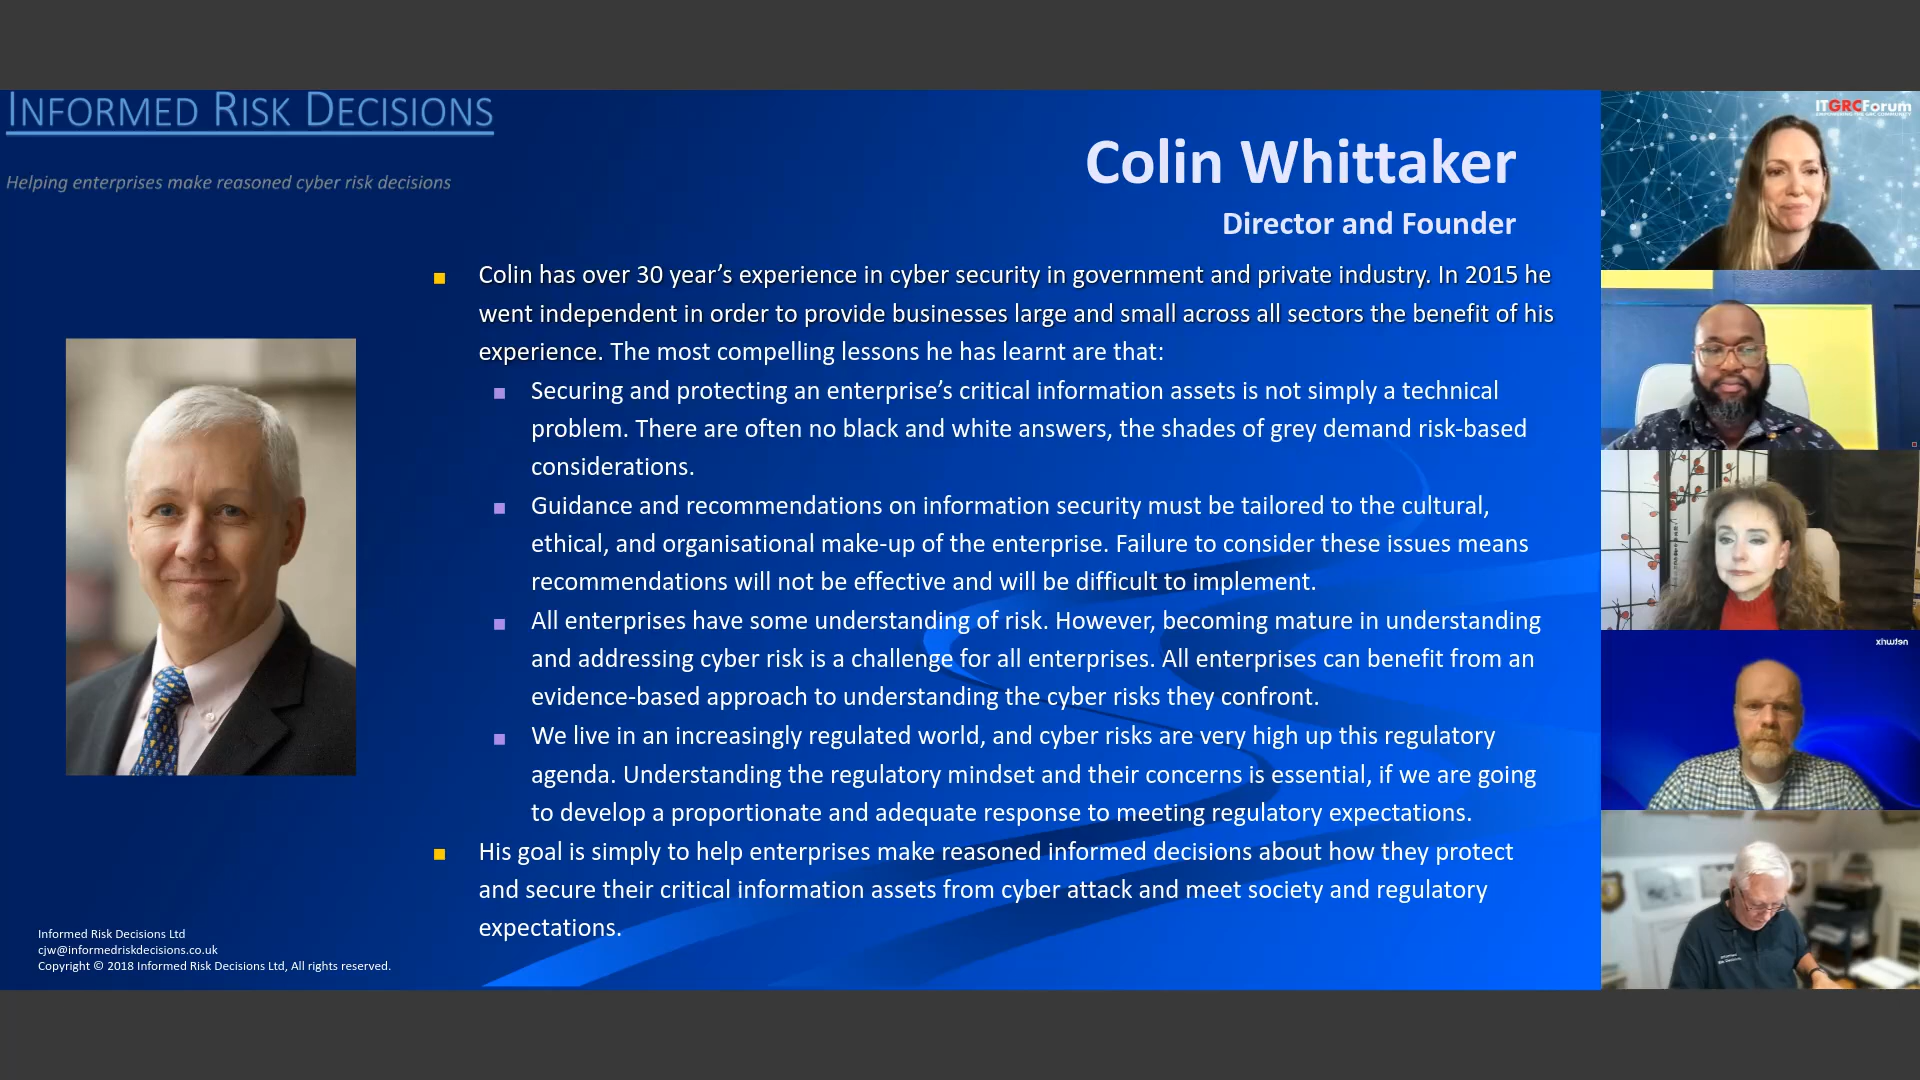 INFORMED RISK DECISIONS
Helping enterprises make reasoned cyber risk decisions
Colin Whittaker
Director and Founder
Colin has over 30 year’s experience in cyber security in government and private industry. In 2015 he
went independent in order to provide businesses large and small across all sectors the benefit of his
experience. The most compelling lessons he has learnt are that:
Securing and protecting an enterprise’s critical information assets is not simply a technical
problem. There are often no black and white answers, the shades of grey demand risk-based
considerations.
Guidance and recommendations on information security must be tailored to the cultural,
ethical, and organisational make-up of the enterprise. Failure to consider these issues means
recommendations will not be effective and will be difficult to implement.
All enterprises have some understanding of risk. However, becoming mature in understanding
and addressing cyber risk is a challenge for all enterprises. All enterprises can benefit from an
evidence-based approach to understanding the cyber risks they confront.
We live in an increasingly regulated world, and cyber risks are very high up this regulatory
agenda. Understanding the regulatory mindset and their concerns is essential, if we are going
to develop a proportionate and adequate response to meeting regulatory expectations.
His goal is simply to help enterprises make reasoned informed decisions about how they protect
and secure their critical information assets from cyber attack and meet society and regulatory
expectations.
Informed Risk Decisions Ltd
cjw@informedriskdecisions.co.uk
Copyright © 2018 Informed Risk Decisions Ltd, All rights reserved.
ITGRCForum
EMPOWERING THE GRC COMMUNITY
netwrix